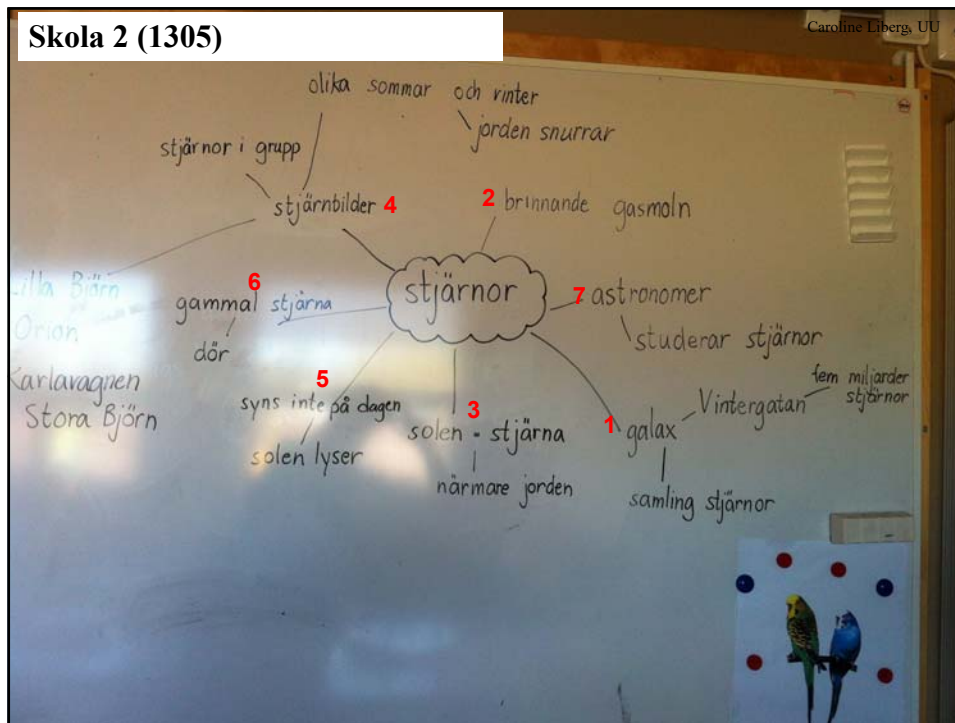 Skola 2 (1305)
Caroline Liberg, UU
olika sommar och vinter
jorden snurrar
stjärnor i grupp
stjärnbilder 4
2 brinnande gasmoln
Lilla Björn
Orion
Karlavagnen
Stora Björn
6
gammal stjärna
dör
stjärnor
7 astronomer
studerar stjärnor
5
syns inte på dagen
solen lyser
3
solen - stjärna
närmare jorden
1 galax
Vintergatan
fem miljarder
stjärnor
samling stjärnor